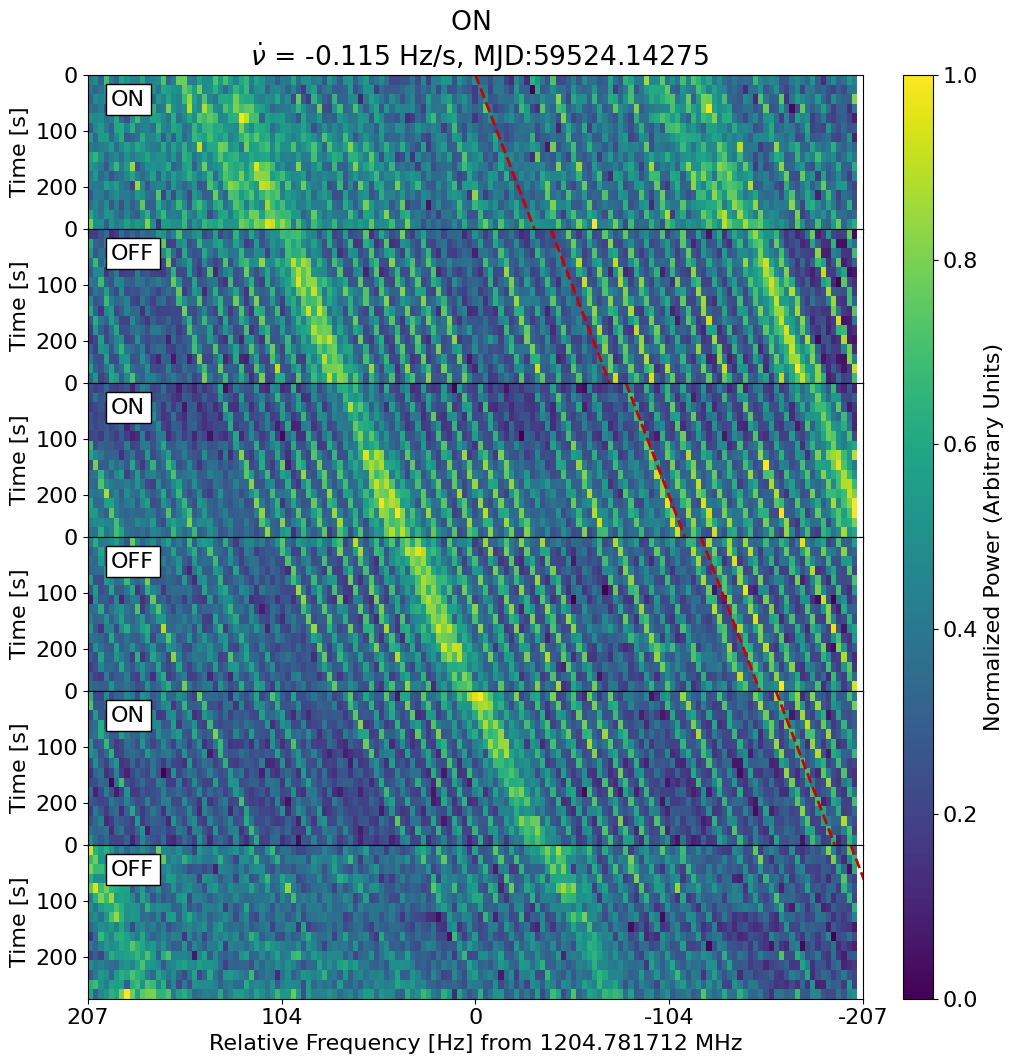 ON
ν̇ = -0.115 Hz/s, MJD:59524.14275
0
ON
100
200
Time [s]
0
OFF
100
200
Time [s]
0
ON
100
200
Time [s]
0
OFF
100
200
Time [s]
0
ON
100
200
Time [s]
0
OFF
100
200
Time [s]
207
104
0
-104
-207
Relative Frequency [Hz] from 1204.781712 MHz
1.0
0.8
0.6
0.4
0.2
0.0
Normalized Power (Arbitrary Units)